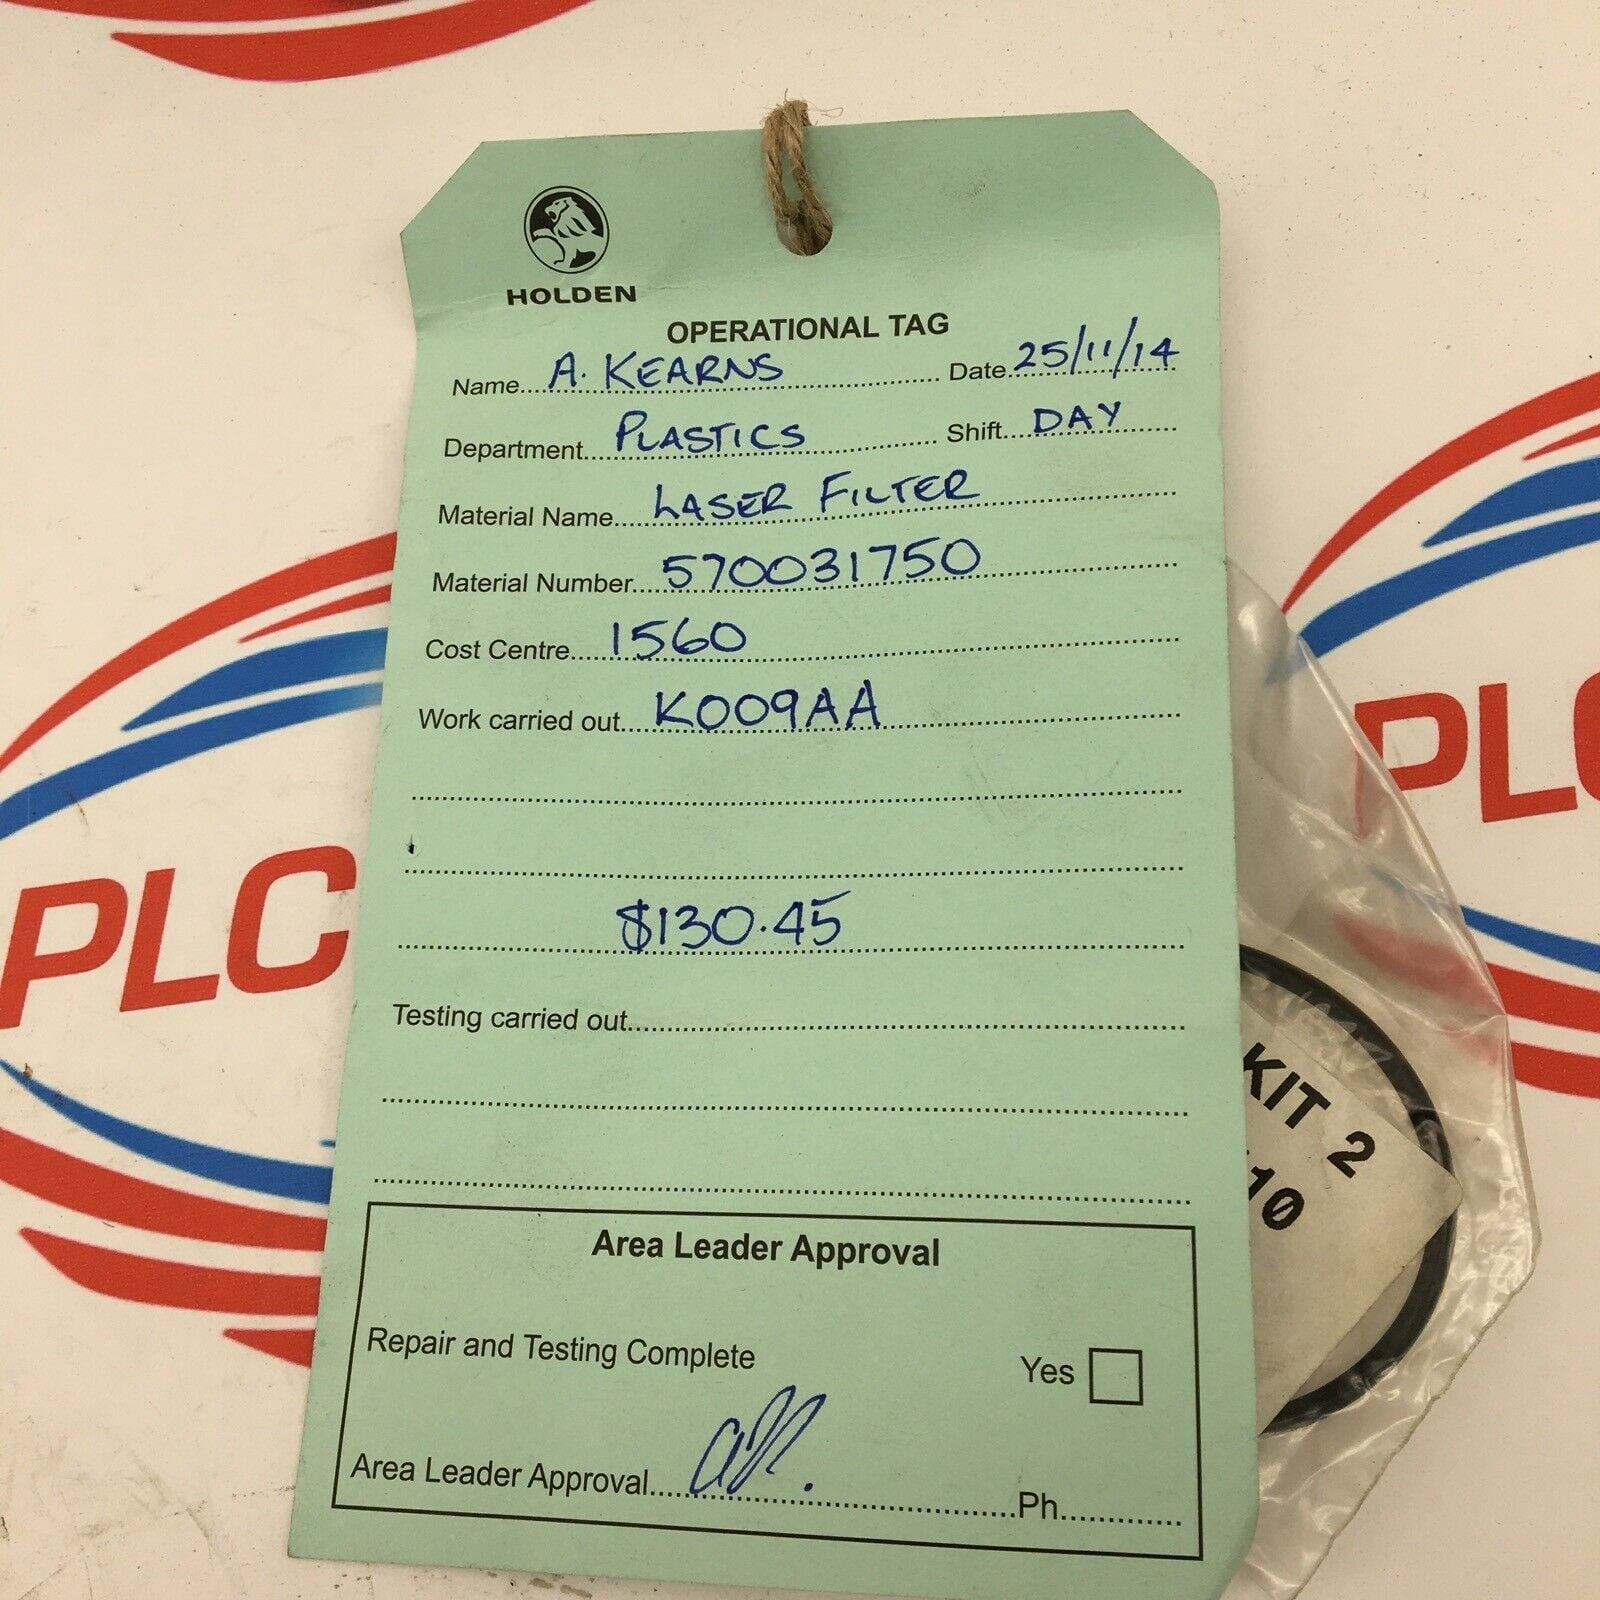 HOLDEN
OPERATIONAL TAG
Name A. KEARNS Date 25/11/14
Department PLASTICS Shift DAY
Material Name LASER FILTER
Material Number 570031750
Cost Centre 1560
Work carried out K009AA
$130.45
Testing carried out
Area Leader Approval
Repair and Testing Complete Yes
Area Leader Approval Ph
PLC
PL
KIT 2
10